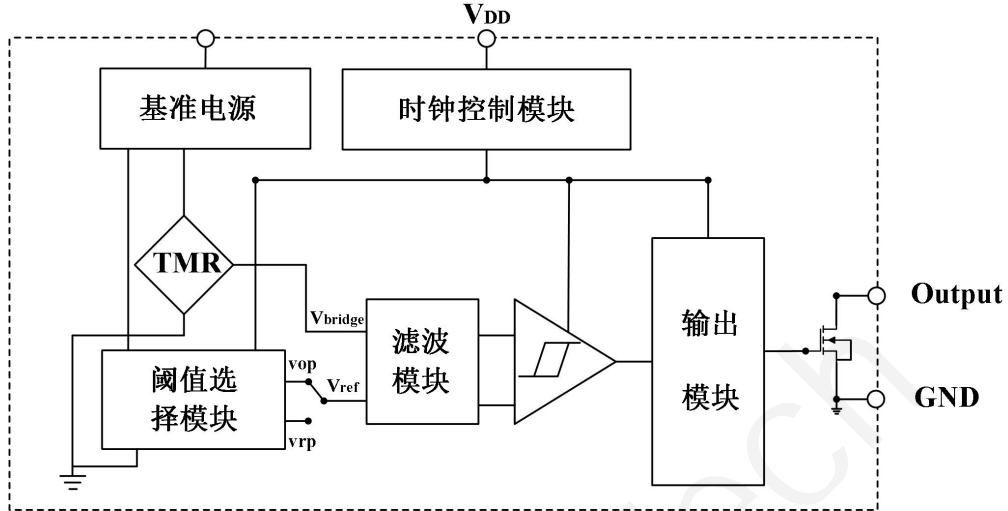 VDD
基准电源
时钟控制模块
TMR
Vbridge
滤波
模块
输出
模块
Output
阈值选
择模块
vop
Vref
vrp
GND
tech